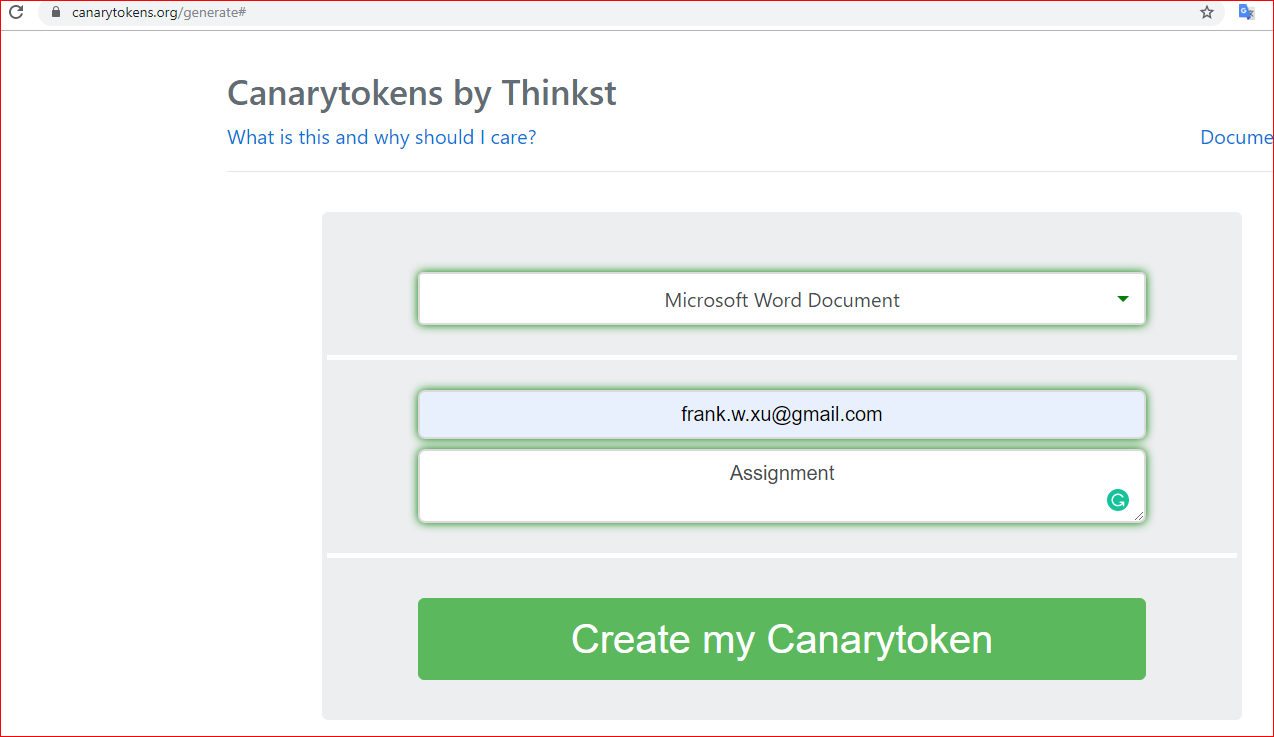 canarytokens.org/generate#
Canarytokens by Thinkst
What is this and why should I care?
Docume
Microsoft Word Document
frank.w.xu@gmail.com
Assignment
Create my Canarytoken